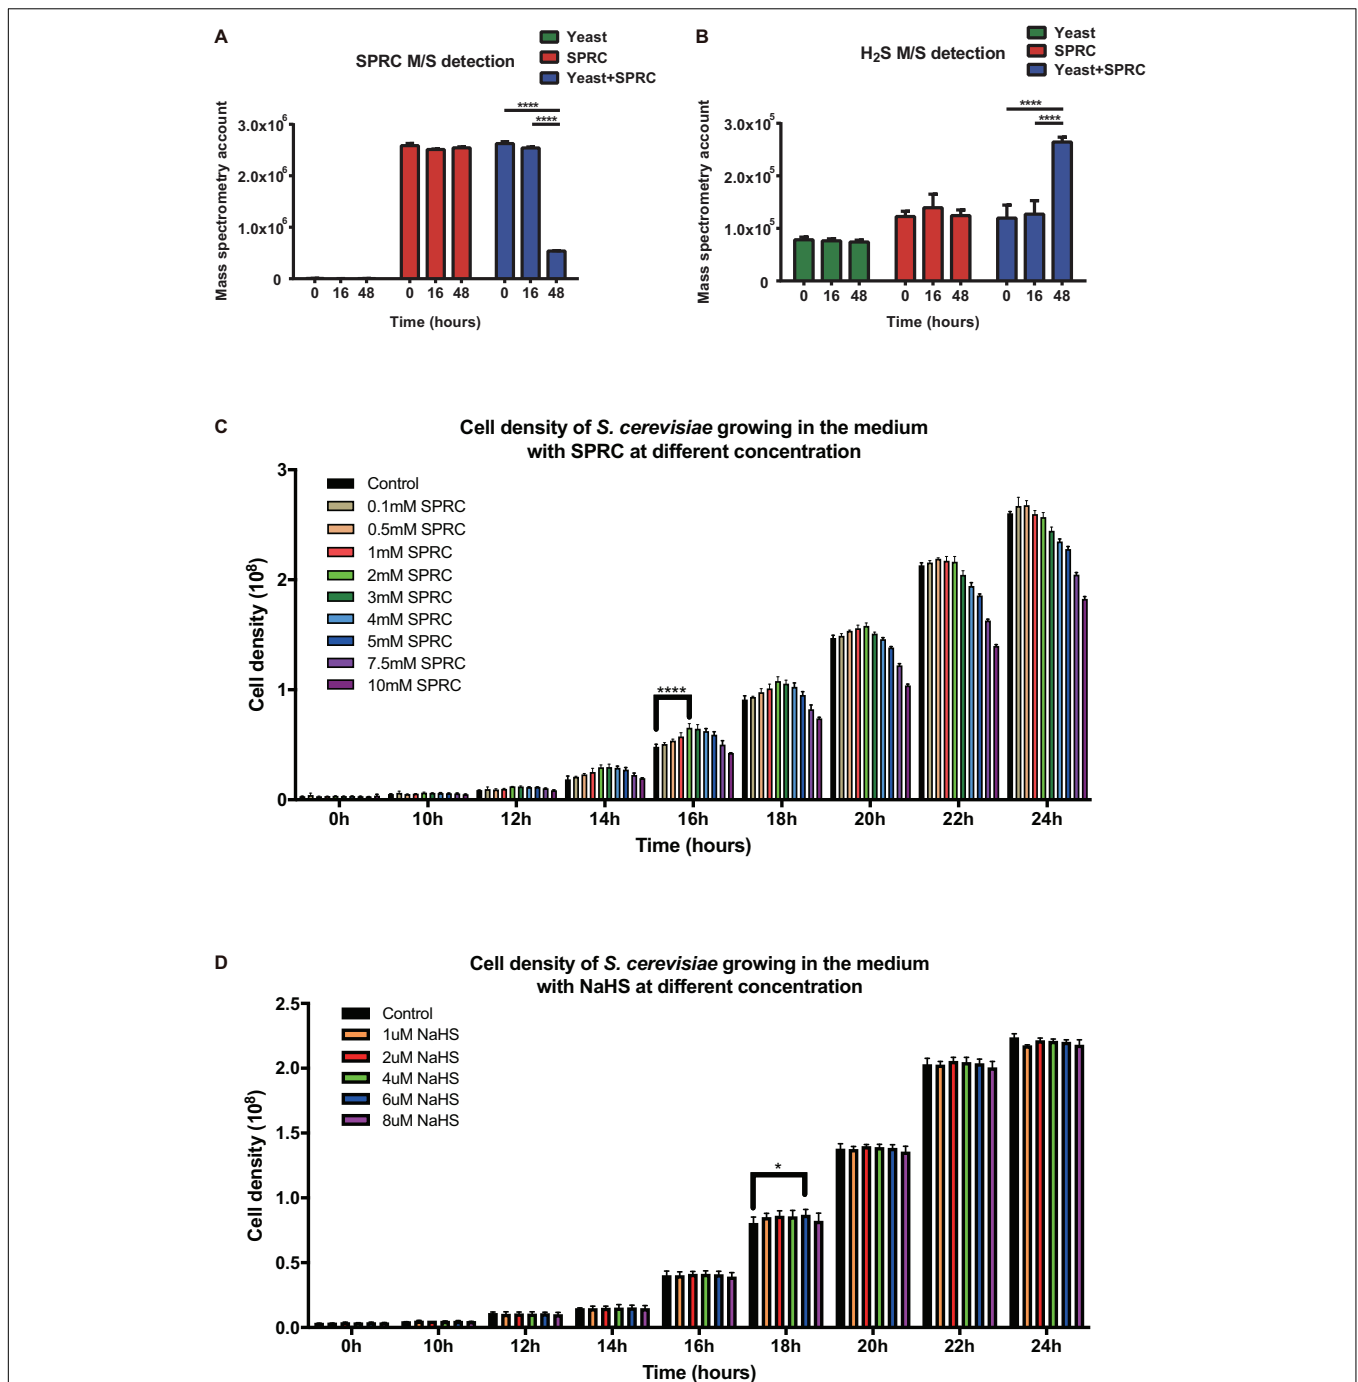 A
SPRC M/S detection
Yeast
SPRC
Yeast+SPRC
Mass spectrometry account
3.0x10⁶
2.0x10⁶
1.0x10⁶
0
****
****
0 16 48 0 16 48 0 16 48
Time (hours)
B
H₂S M/S detection
Yeast
SPRC
Yeast+SPRC
Mass spectrometry account
3.0x10⁵
2.0x10⁵
1.0x10⁵
0
****
****
0 16 48 0 16 48 0 16 48
Time (hours)
C
Cell density of S. cerevisiae growing in the medium
with SPRC at different concentration
Cell density (10⁸)
3
2
1
0
Control
0.1mM SPRC
0.5mM SPRC
1mM SPRC
2mM SPRC
3mM SPRC
4mM SPRC
5mM SPRC
7.5mM SPRC
10mM SPRC
****
0h 10h 12h 14h 16h 18h 20h 22h 24h
Time (hours)
D
Cell density of S. cerevisiae growing in the medium
with NaHS at different concentration
Cell density (10⁸)
2.5
2.0
1.5
1.0
0.5
0.0
Control
1uM NaHS
2uM NaHS
4uM NaHS
6uM NaHS
8uM NaHS
*
0h 10h 12h 14h 16h 18h 20h 22h 24h
Time (hours)